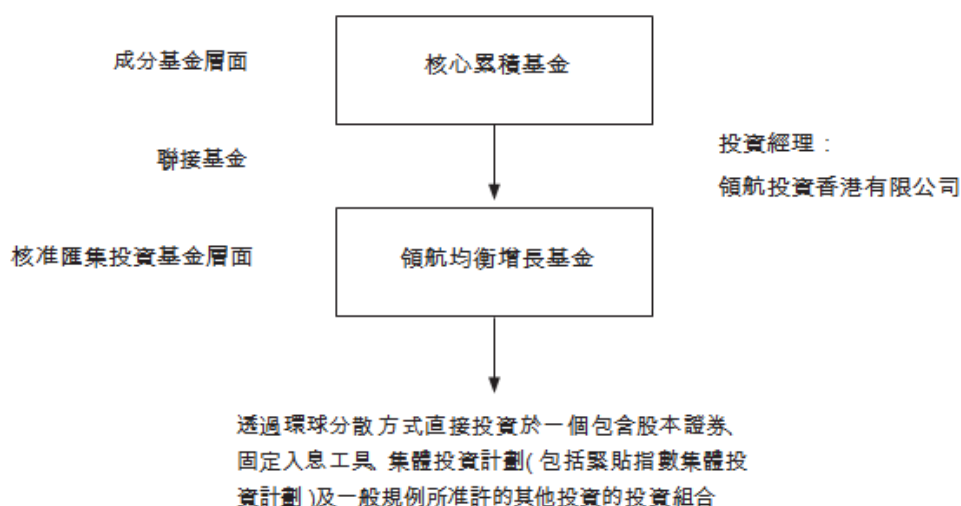 成分基金層面
核心累積基金
聯接基金
投資經理：
領航投資香港有限公司
核准匯集投資基金層面
領航均衡增長基金
透過環球分散方式直接投資於一個包含股本證券、
固定入息工具、集體投資計劃(包括緊貼指數集體投
資計劃)及一般規例所准許的其他投資的投資組合